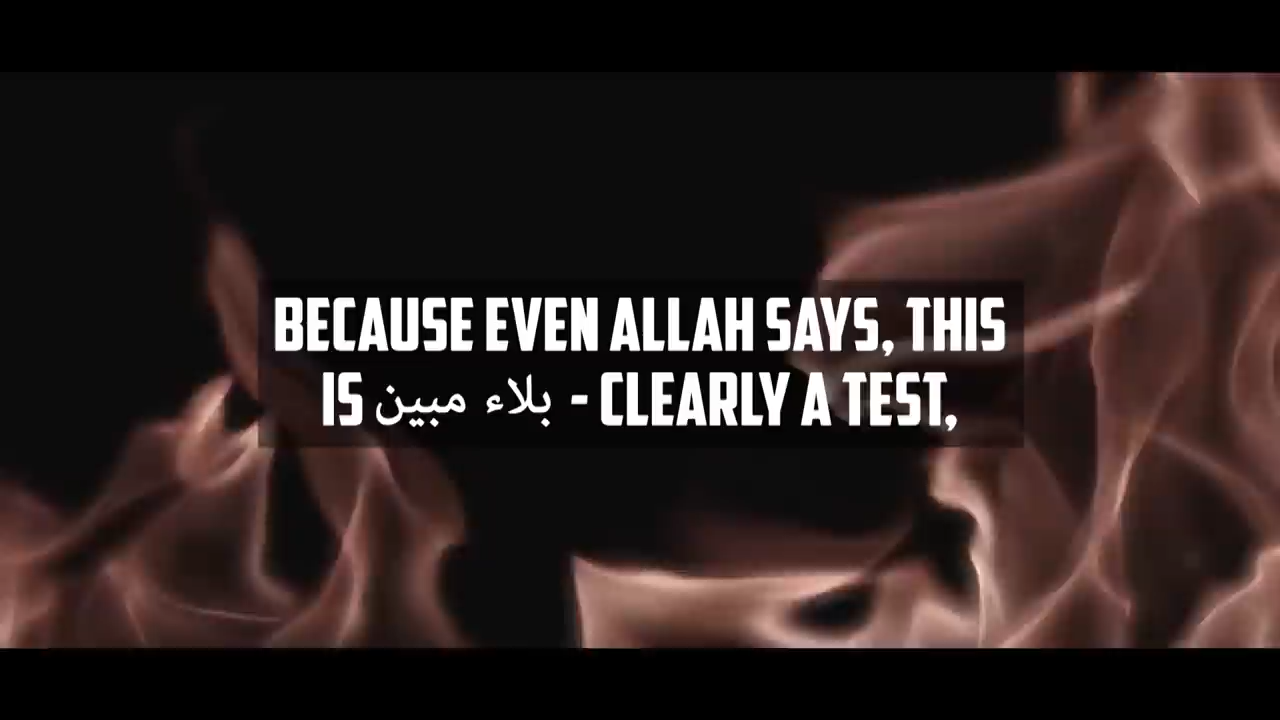 BECAUSE EVEN ALLAH SAYS, THIS
IS بلاء مبين - CLEARLY A TEST,